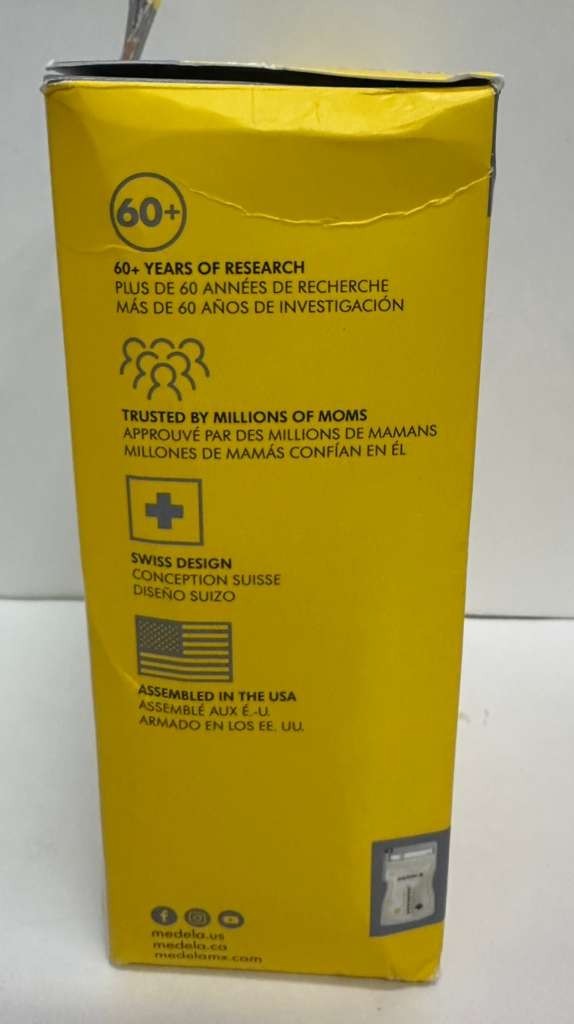 60+
60+ YEARS OF RESEARCH
PLUS DE 60 ANNÉES DE RECHERCHE
MÁS DE 60 AÑOS DE INVESTIGACIÓN
TRUSTED BY MILLIONS OF MOMS
APPROUVÉ PAR DES MILLIONS DE MAMANS
MILLONES DE MAMÁS CONFÍAN EN ÉL
SWISS DESIGN
CONCEPTION SUISSE
DISEÑO SUIZO
ASSEMBLED IN THE USA
ASSEMBLÉ AUX É.-U.
ARMADO EN LOS EE. UU.
medela.us
medela.ca
medelamx.com